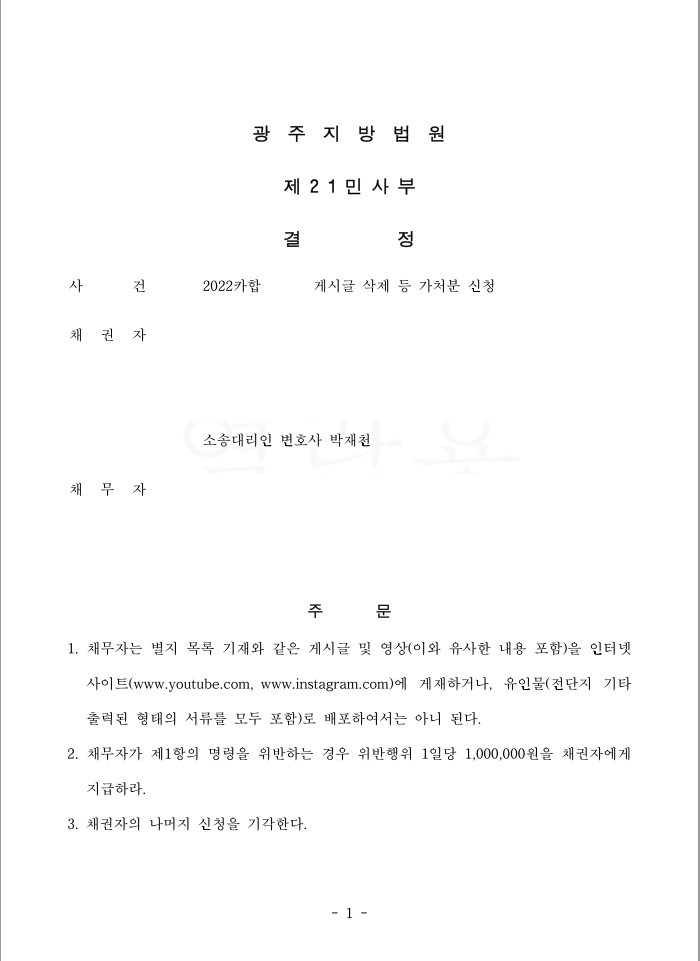 광 주 지 방 법 원
제 2 1 민 사 부
결 정
사 건 2022카합 게시글 삭제 등 가처분 신청
채 권 자
소송대리인 변호사 박재천
채 무 자
주 문
1. 채무자는 별지 목록 기재와 같은 게시글 및 영상(이와 유사한 내용 포함)을 인터넷
사이트(www.youtube.com, www.instagram.com)에 게재하거나, 유인물(전단지 기타
출력된 형태의 서류를 모두 포함)로 배포하여서는 아니 된다.
2. 채무자가 제1항의 명령을 위반하는 경우 위반행위 1일당 1,000,000원을 채권자에게
지급하라.
3. 채권자의 나머지 신청을 기각한다.
- 1 -